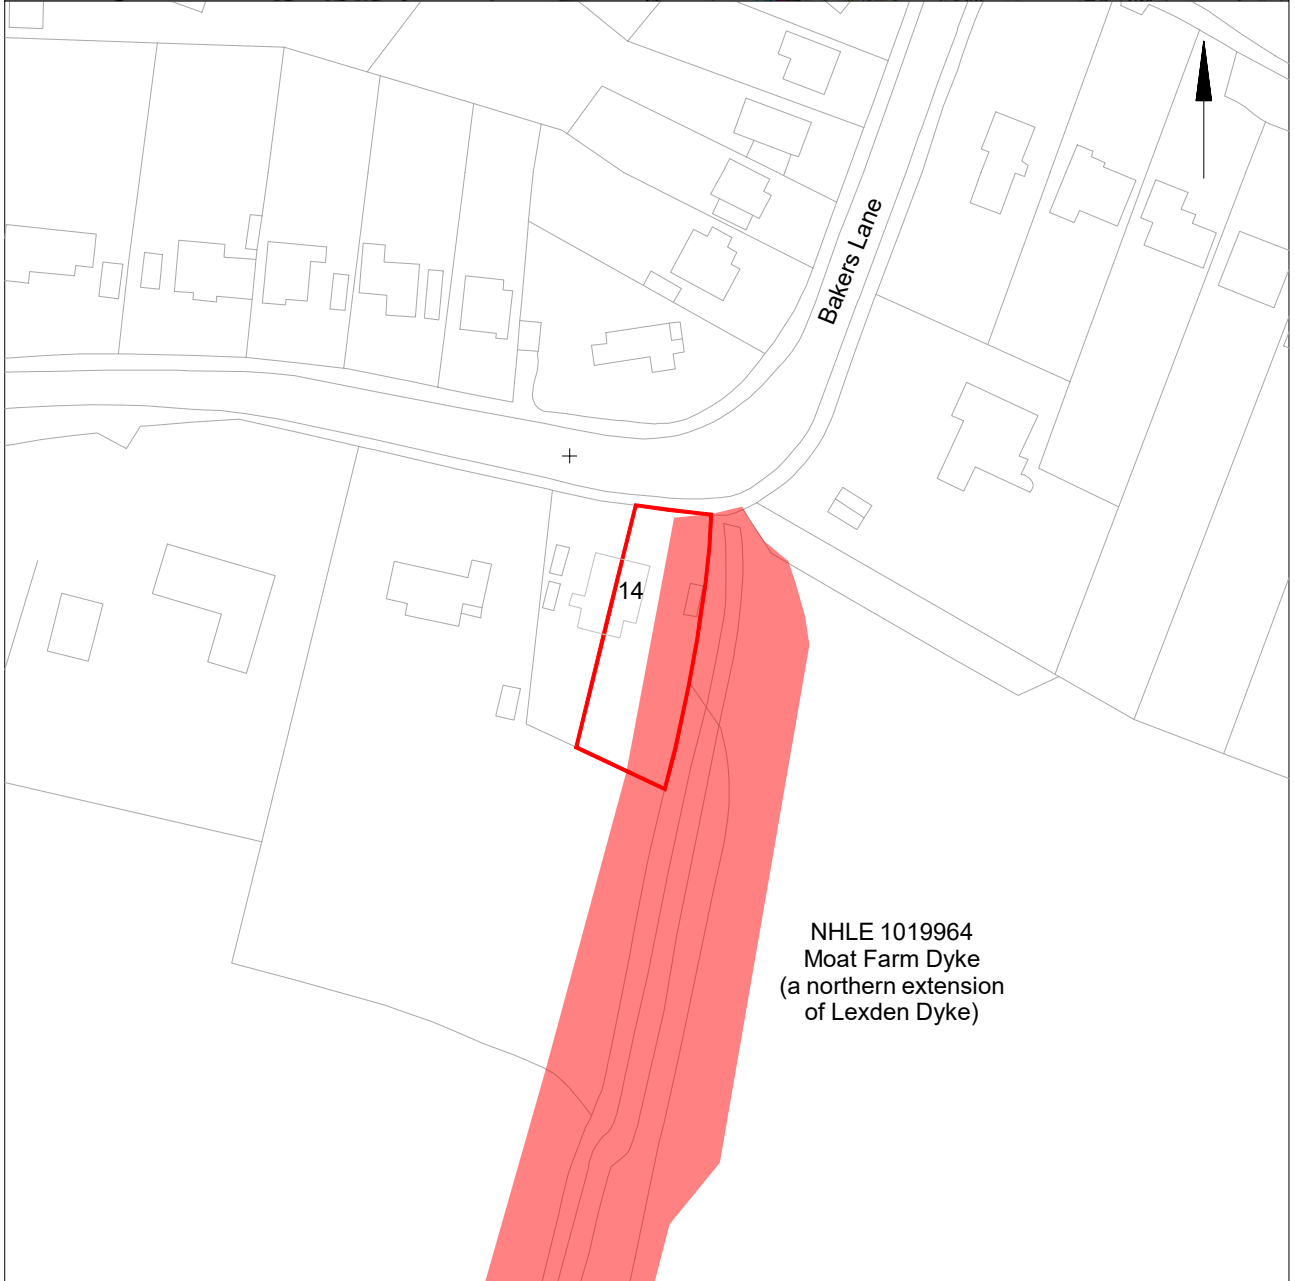 Bakers Lane
14
NHLE 1019964
Moat Farm Dyke
(a northern extension
of Lexden Dyke)